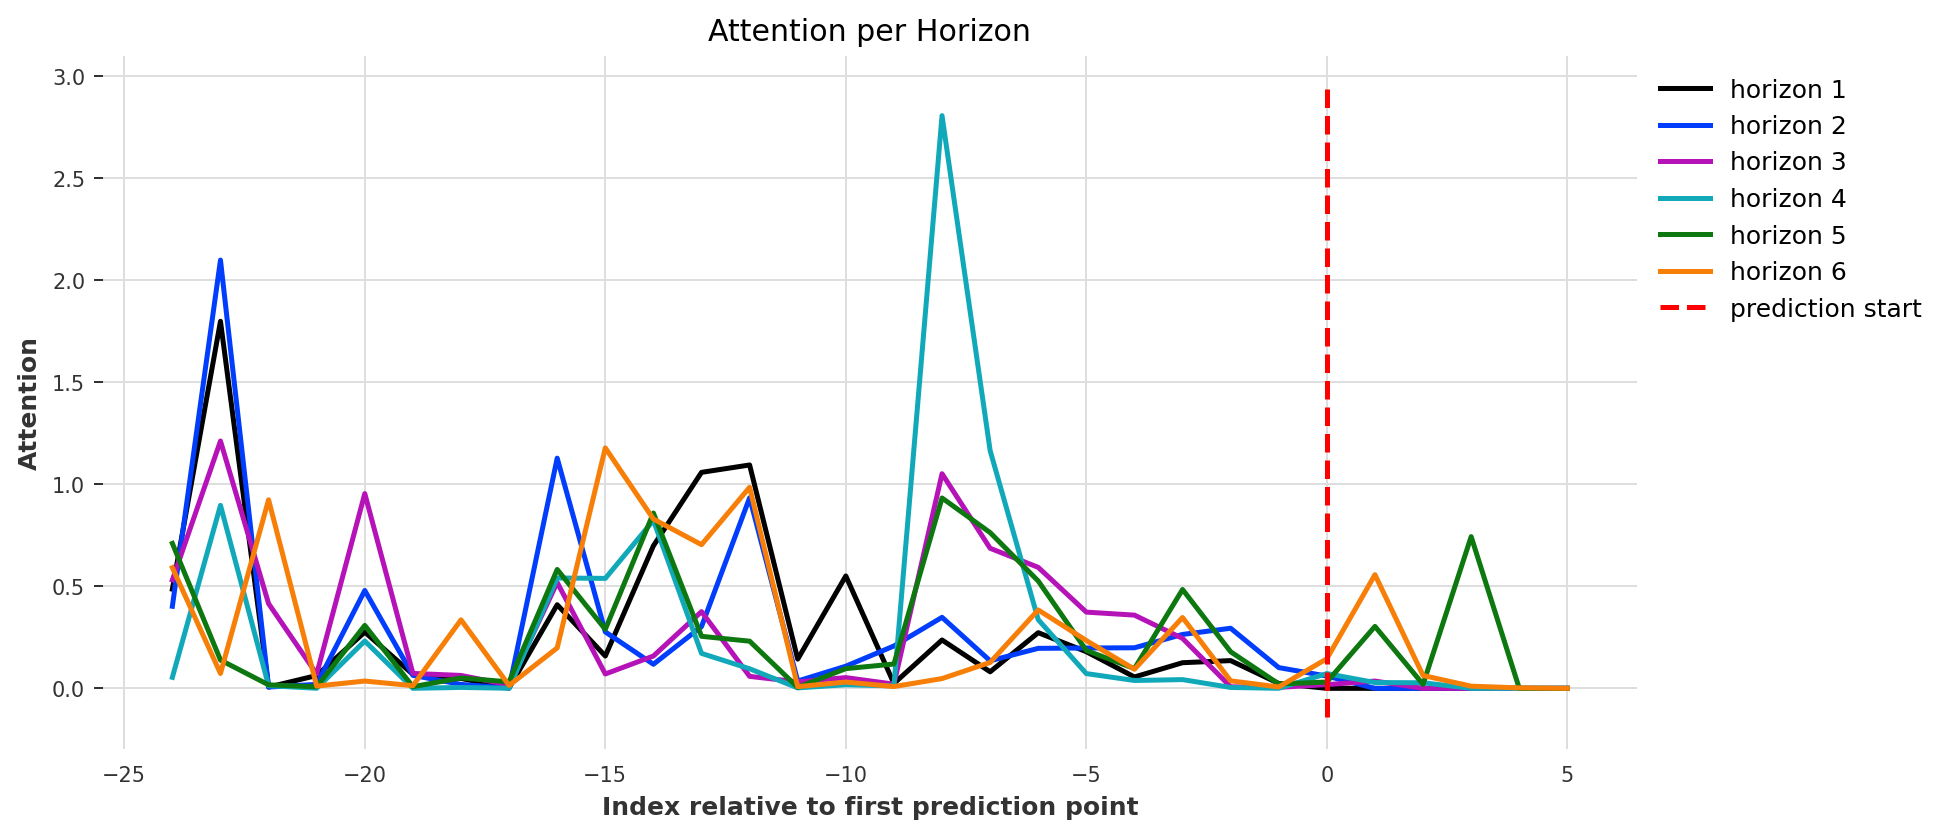 Attention per Horizon
3.0
2.5
2.0
1.5
1.0
0.5
0.0
Attention
−25
−20
−15
−10
−5
0
5
Index relative to first prediction point
horizon 1
horizon 2
horizon 3
horizon 4
horizon 5
horizon 6
prediction start